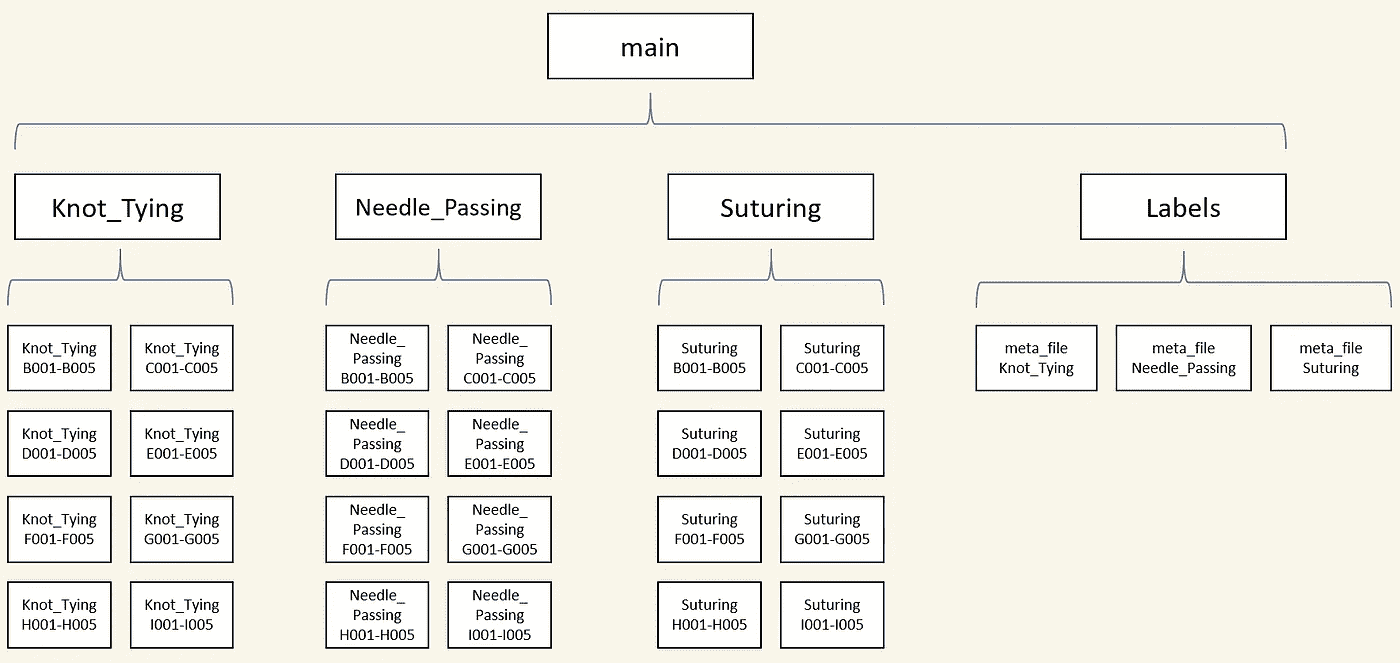 main
Knot_Tying
Needle_Passing
Suturing
Labels
Knot_Tying
B001-B005
Knot_Tying
C001-C005
Needle_
Passing
B001-B005
Needle_
Passing
C001-C005
Suturing
B001-B005
Suturing
C001-C005
meta_file
Knot_Tying
meta_file
Needle_Passing
meta_file
Suturing
Knot_Tying
D001-D005
Knot_Tying
E001-E005
Needle_
Passing
D001-D005
Needle_
Passing
E001-E005
Suturing
D001-D005
Suturing
E001-E005
Knot_Tying
F001-F005
Knot_Tying
G001-G005
Needle_
Passing
F001-F005
Needle_
Passing
G001-G005
Suturing
F001-F005
Suturing
G001-G005
Knot_Tying
H001-H005
Knot_Tying
I001-I005
Needle_
Passing
H001-H005
Needle_
Passing
I001-I005
Suturing
H001-H005
Suturing
I001-I005